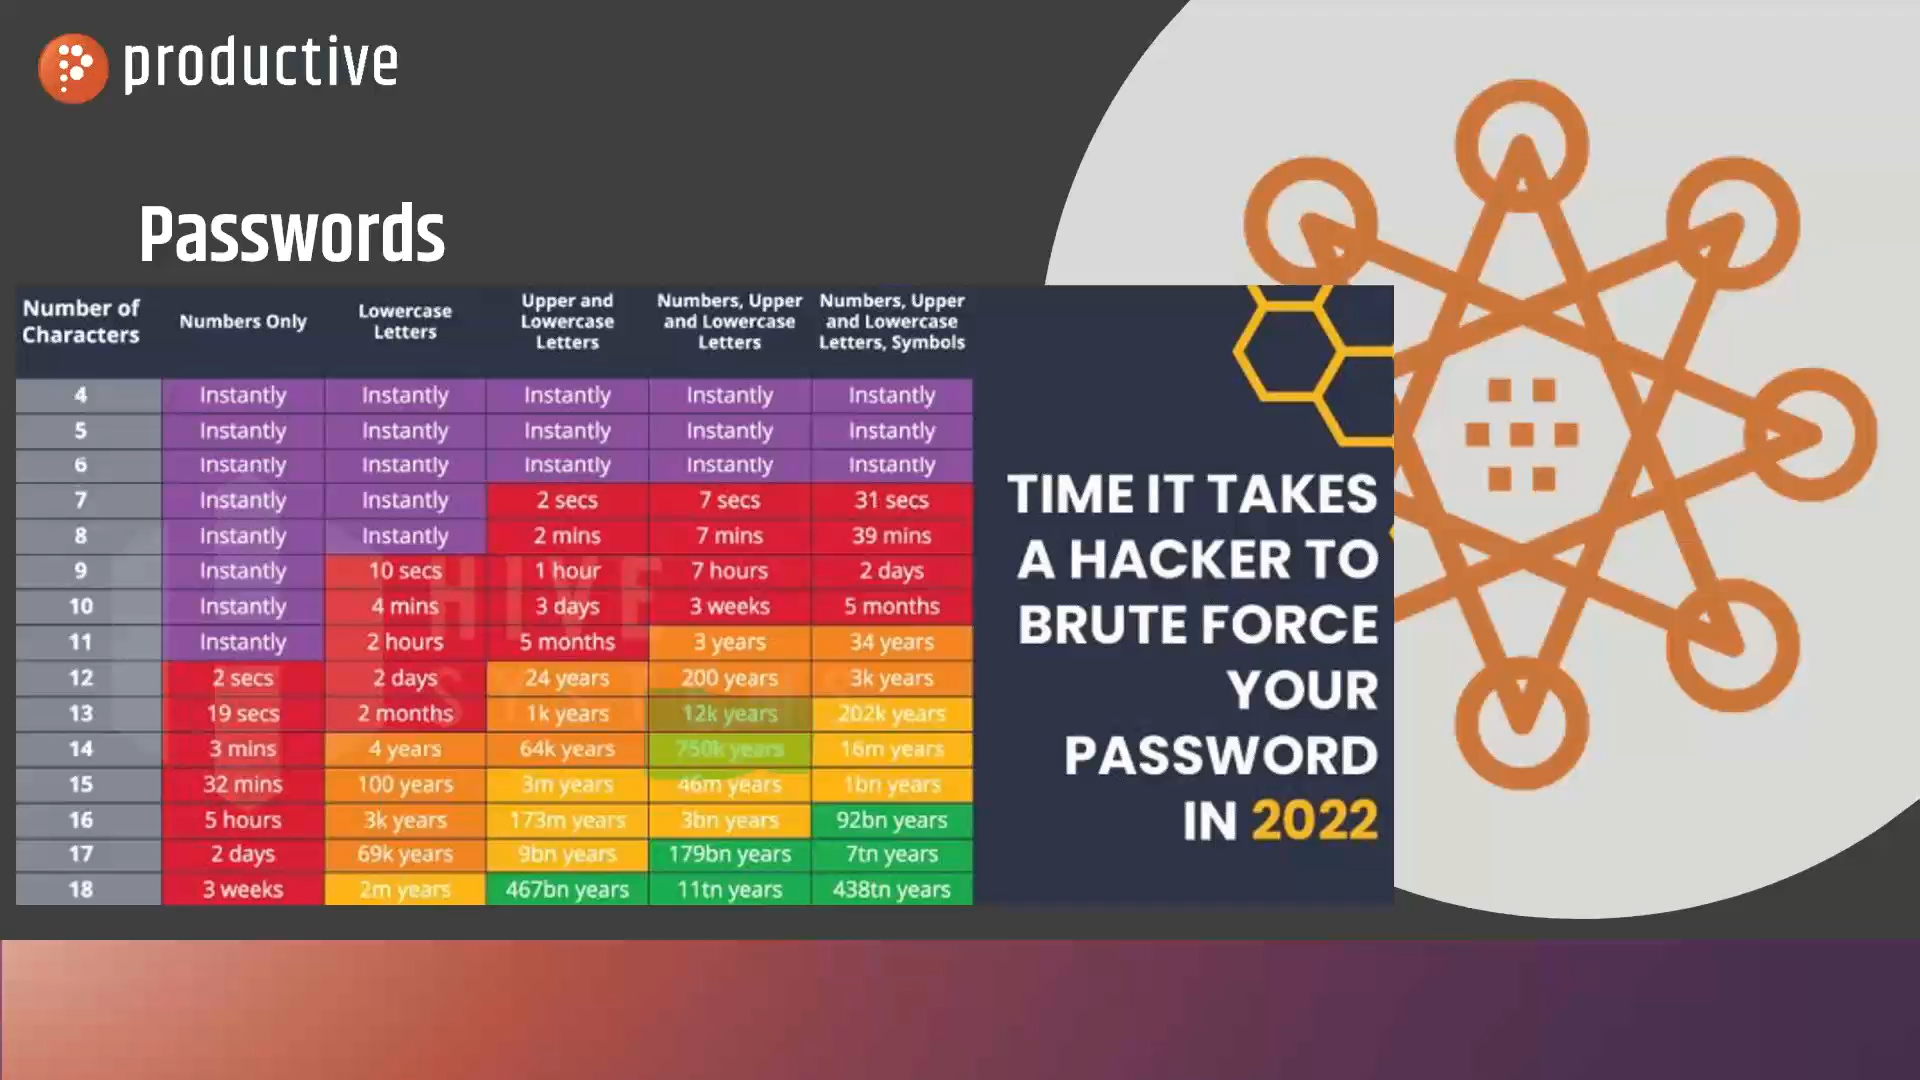 productive
Passwords
Number of Characters | Numbers Only | Lowercase Letters | Upper and Lowercase Letters | Numbers, Upper and Lowercase Letters | Numbers, Upper and Lowercase Letters, Symbols
4 Instantly Instantly Instantly Instantly Instantly
5 Instantly Instantly Instantly Instantly Instantly
6 Instantly Instantly Instantly Instantly Instantly
7 Instantly Instantly 2 secs 7 secs 31 secs
8 Instantly Instantly 2 mins 7 mins 39 mins
9 Instantly 10 secs 1 hour 7 hours 2 days
10 Instantly 4 mins 3 days 3 weeks 5 months
11 Instantly 2 hours 5 months 3 years 34 years
12 2 secs 2 days 24 years 200 years 3k years
13 19 secs 2 months 1k years 12k years 202k years
14 3 mins 4 years 64k years 750k years 16m years
15 32 mins 100 years 3m years 46m years 1bn years
16 5 hours 3k years 173m years 3bn years 92bn years
17 2 days 69k years 9bn years 179bn years 7tn years
18 3 weeks 2m years 467bn years 11tn years 438tn years
HIVE
TIME IT TAKES
A HACKER TO
BRUTE FORCE
YOUR
PASSWORD
IN 2022